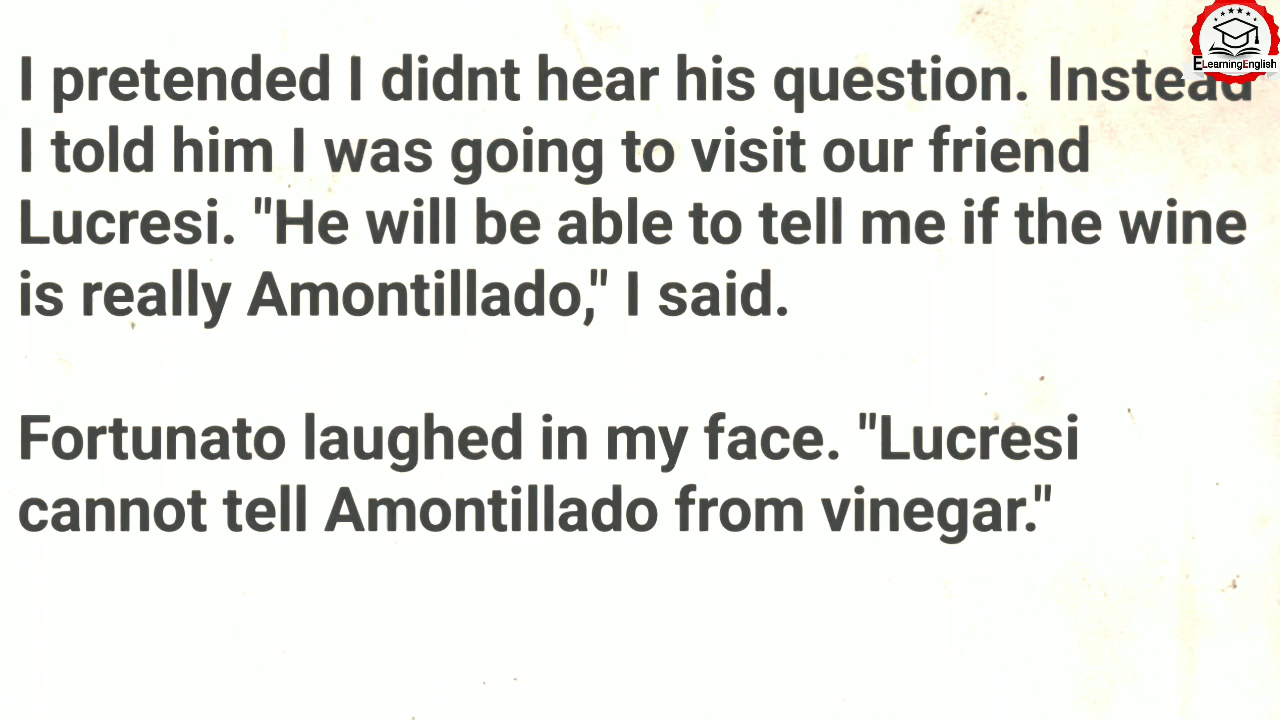 I pretended I didnt hear his question. Instead
I told him I was going to visit our friend
Lucresi. "He will be able to tell me if the wine
is really Amontillado," I said.
Fortunato laughed in my face. "Lucresi
cannot tell Amontillado from vinegar."
ELearningEnglish